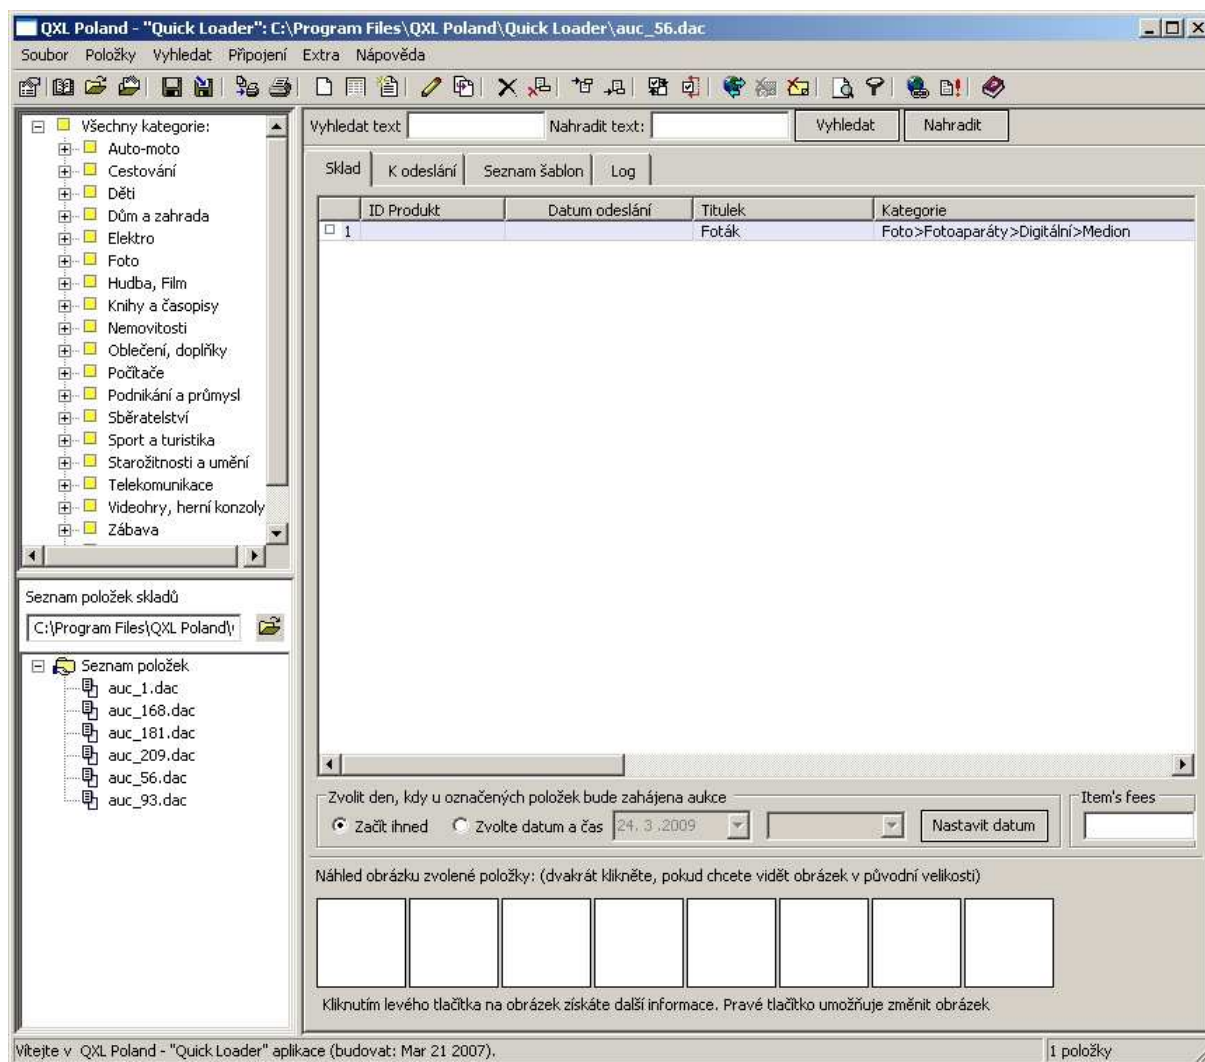 QXL Poland - "Quick Loader": C:\Program Files\QXL Poland\Quick Loader\auc_56.dac
Soubor Položky Vyhledat Připojení Extra Nápověda
Všechny kategorie:
Auto-moto
Cestování
Děti
Dům a zahrada
Elektro
Foto
Hudba, Film
Knihy a časopisy
Nemovitosti
Oblečení, doplňky
Počítače
Podnikání a průmysl
Sběratelství
Sport a turistika
Starožitnosti a umění
Telekomunikace
Videohry, herní konzoly
Zábava
Seznam položek skladů
C:\Program Files\QXL Poland\
Seznam položek
auc_1.dac
auc_168.dac
auc_181.dac
auc_209.dac
auc_56.dac
auc_93.dac
Vyhledat text Nahradit text: Vyhledat Nahradit
Sklad K odeslání Seznam šablon Log
ID Produkt Datum odeslání Titulek Kategorie
1 Foták Foto>Fotoaparáty>Digitální>Medion
Zvolit den, kdy u označených položek bude zahájena aukce Item's fees
Začít ihned Zvolte datum a čas 24. 3 .2009 Nastavit datum
Náhled obrázku zvolené položky: (dvakrát klikněte, pokud chcete vidět obrázek v původní velikosti)
Kliknutím levého tlačítka na obrázek získáte další informace. Pravé tlačítko umožňuje změnit obrázek
Vítejte v QXL Poland - "Quick Loader" aplikace (budovat: Mar 21 2007). 1 položky